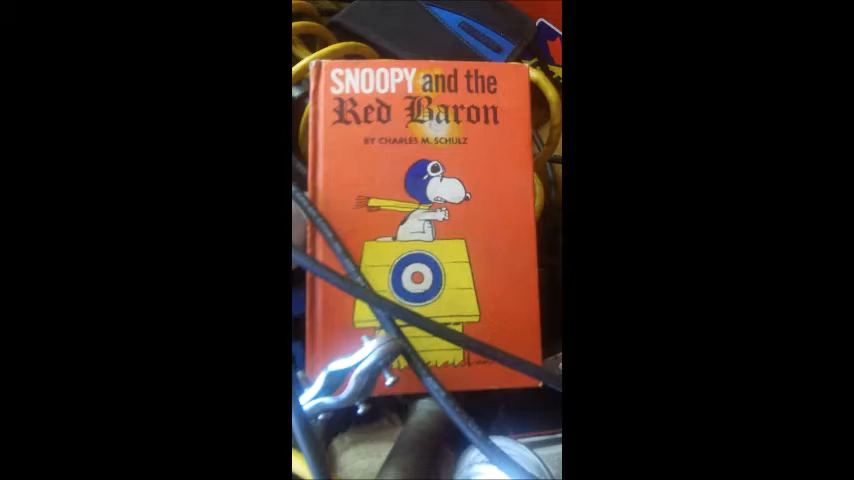 SNOOPY and the
Red Baron
BY CHARLES M. SCHULZ